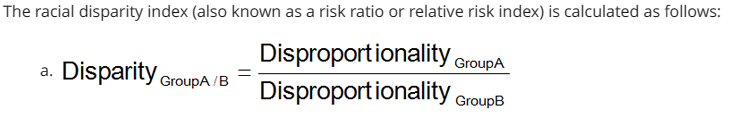 The racial disparity index (also known as a risk ratio or relative risk index) is calculated as follows:
a. Disparity GroupA/B = Disproportionality GroupA
Disproportionality GroupB